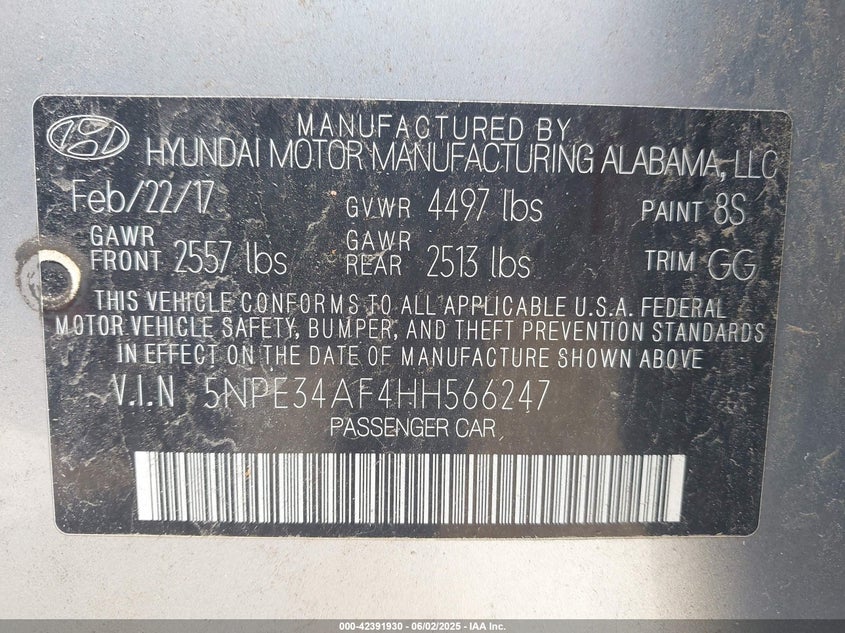 MANUFACTURED BY
HYUNDAI MOTOR MANUFACTURING ALABAMA, LLC
Feb/22/17 GVWR 4497 lbs PAINT 8S
GAWR FRONT 2557 lbs GAWR REAR 2513 lbs TRIM GG
THIS VEHICLE CONFORMS TO ALL APPLICABLE U.S.A. FEDERAL
MOTOR VEHICLE SAFETY, BUMPER, AND THEFT PREVENTION STANDARDS
IN EFFECT ON THE DATE OF MANUFACTURE SHOWN ABOVE
V.I.N 5NPE34AF4HH566247
PASSENGER CAR
000-42391930 - 06/02/2025 - IAA Inc.